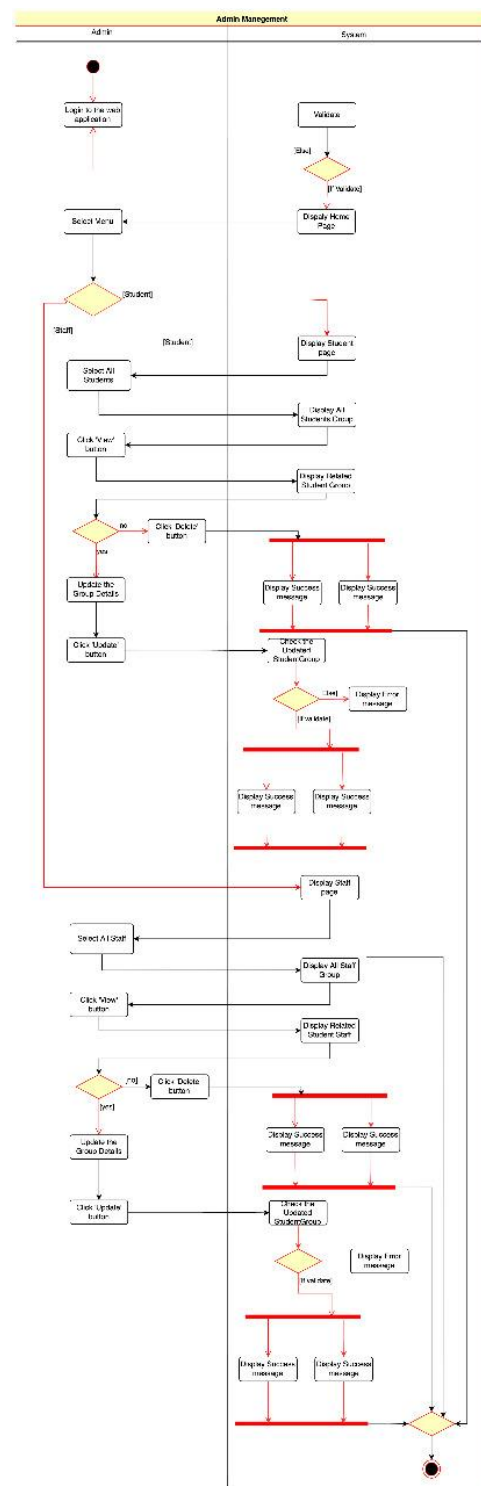 Admin Manegement
Admin
System
Login to the web
application
Validate
[Else]
[If Validate]
Select Menu
Dispaly Home
Page
[Student]
[Staff]
[Student]
Display Student
page
Select All
Students
Display All
Students Group
Click 'View'
button
Display Related
Student Group
no
Click 'Delete'
button
yes
Update the
Group Details
Display Success
message
Display Success
message
Click 'Update'
button
Check the
Updated
StudentGroup
Else]
Display Error
message
[If validate]
Display Success
message
Display Success
message
Display Staff
page
Select All Staff
Display All Staff
Group
Click 'View'
button
Display Related
Student Staff
[no]
Click 'Delete'
button
[yes]
Update the
Group Details
Display Success
message
Display Success
message
Click 'Update'
button
Check the
Updated
StudentGroup
Display Error
message
[If validate]
Display Success
message
Display Success
message